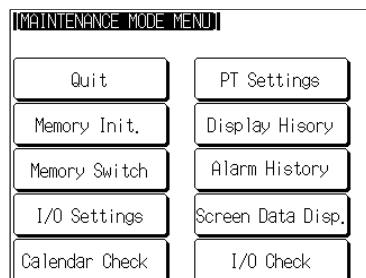 [MAINTENANCE MODE MENU]
Quit
PT Settings
Memory Init.
Display Hisory
Memory Switch
Alarm History
I/O Settings
Screen Data Disp.
Calendar Check
I/O Check